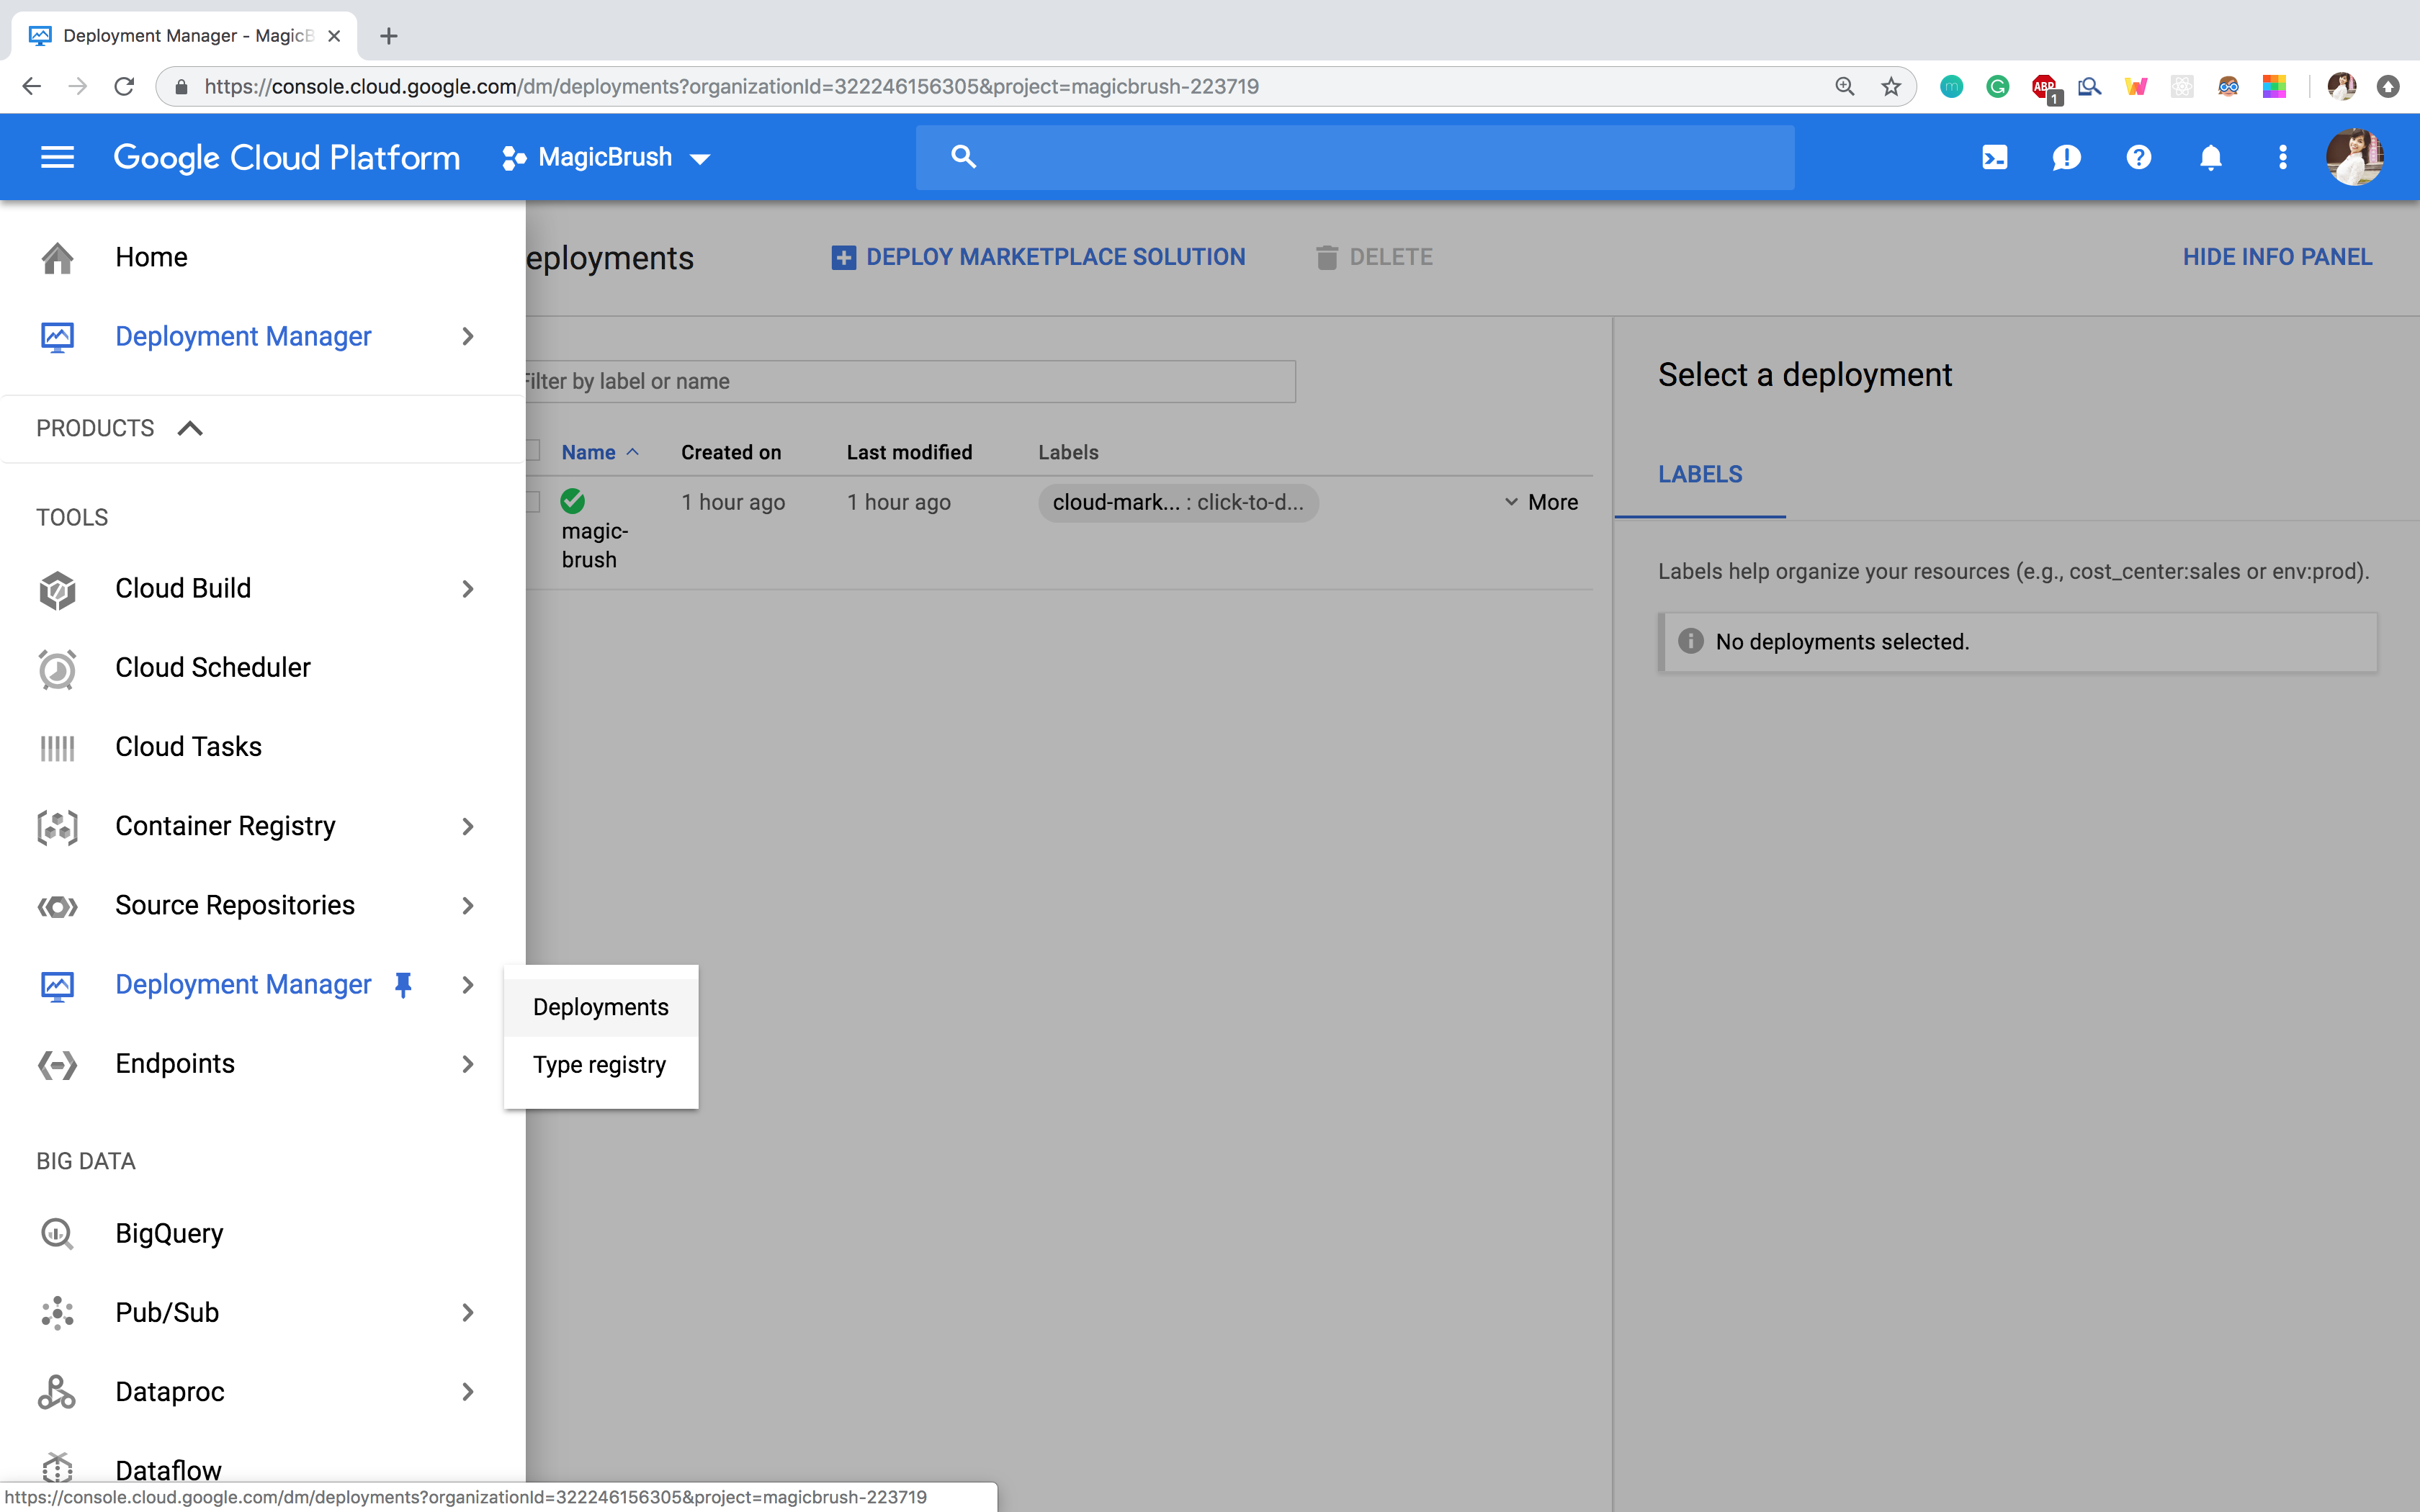 Deployment Manager - MagicB
https://console.cloud.google.com/dm/deployments?organizationId=322246156305&project=magicbrush-223719
m
G
ABP
1
Google Cloud Platform
MagicBrush
Home
Deployment Manager
PRODUCTS
TOOLS
Cloud Build
Cloud Scheduler
Cloud Tasks
Container Registry
Source Repositories
Deployment Manager
Endpoints
BIG DATA
BigQuery
Pub/Sub
Dataproc
Dataflow
Deployments
Type registry
eployments
DEPLOY MARKETPLACE SOLUTION
DELETE
HIDE INFO PANEL
Filter by label or name
Name Created on Last modified Labels
1 hour ago 1 hour ago cloud-mark... : click-to-d... More
magic-
brush
Select a deployment
LABELS
Labels help organize your resources (e.g., cost_center:sales or env:prod).
No deployments selected.
https://console.cloud.google.com/dm/deployments?organizationId=322246156305&project=magicbrush-223719